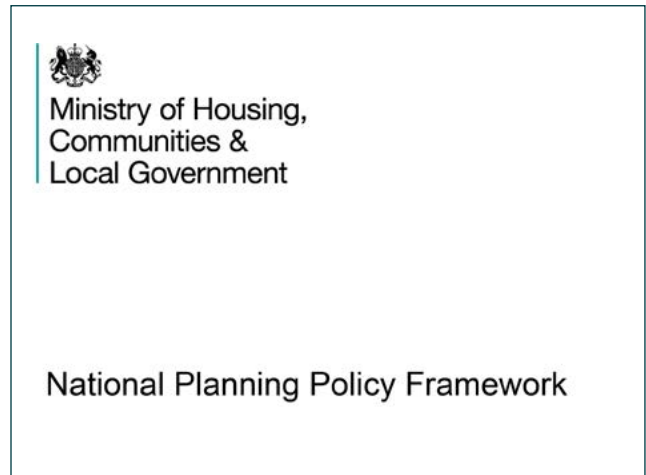 Ministry of Housing,
Communities &
Local Government
National Planning Policy Framework